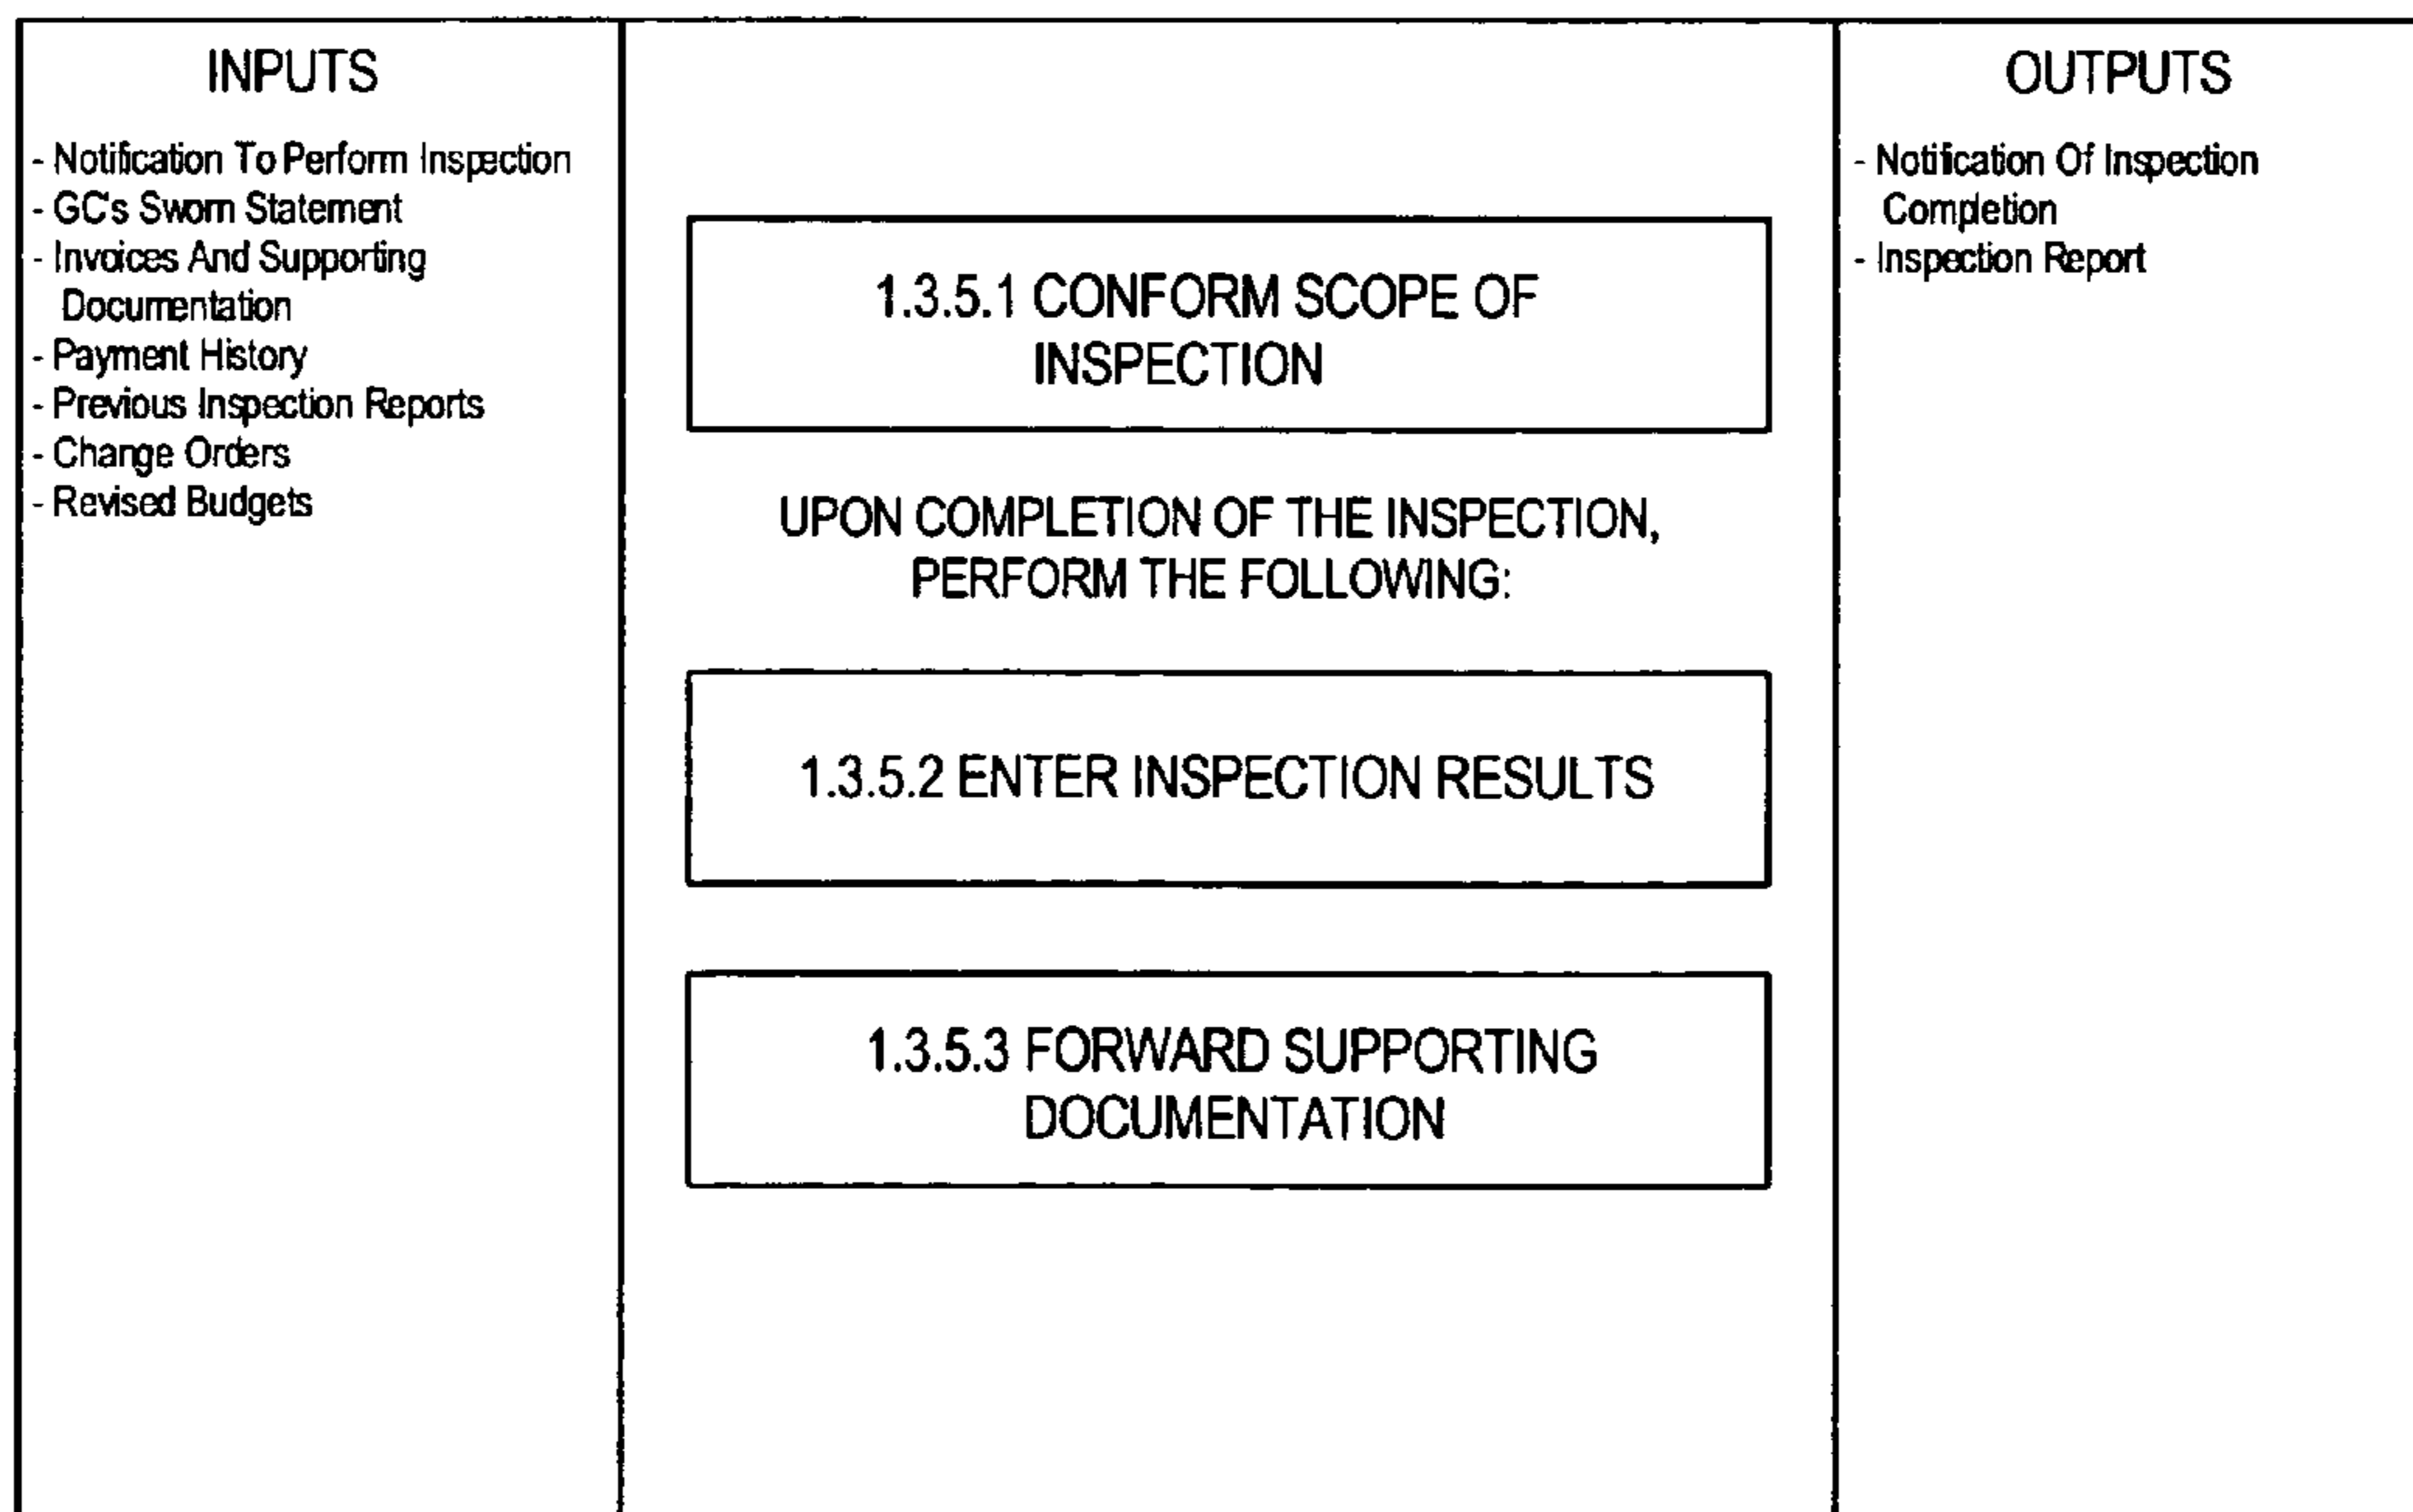 INPUTS
- Notification To Perform Inspection
- GC's Sworn Statement
- Invoices And Supporting
Documentation
- Payment History
- Previous Inspection Reports
- Change Orders
- Revised Budgets
1.3.5.1 CONFORM SCOPE OF
INSPECTION
UPON COMPLETION OF THE INSPECTION,
PERFORM THE FOLLOWING:
1.3.5.2 ENTER INSPECTION RESULTS
1.3.5.3 FORWARD SUPPORTING
DOCUMENTATION
OUTPUTS
- Notification Of Inspection
Completion
- Inspection Report